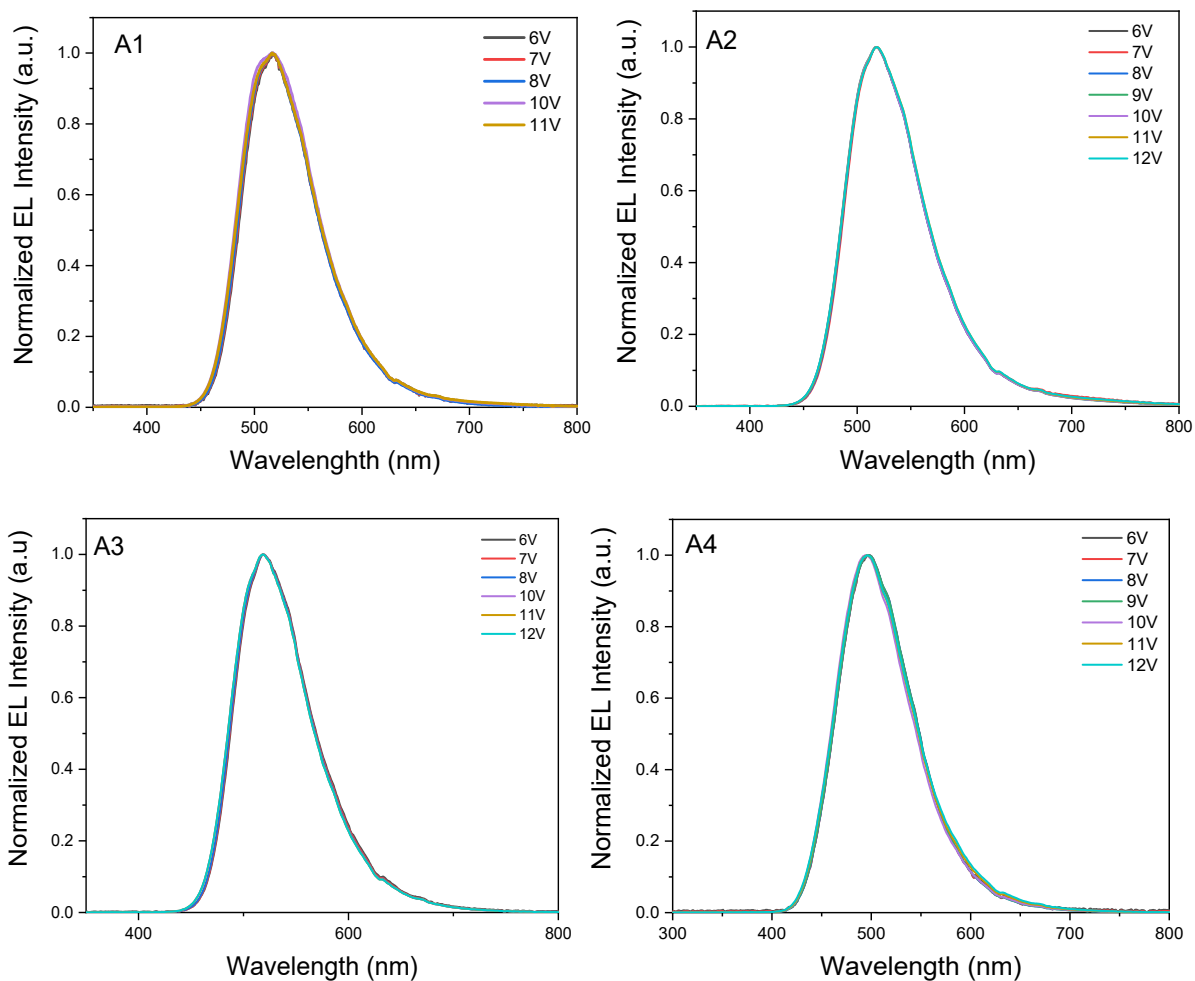 A1
6V
7V
8V
10V
11V
Normalized EL Intensity (a.u.)
1.0
0.8
0.6
0.4
0.2
0.0
400 500 600 700 800
Wavelenghth (nm)
A2
6V
7V
8V
9V
10V
11V
12V
Normalized EL Intensity (a.u.)
1.0
0.8
0.6
0.4
0.2
0.0
400 500 600 700 800
Wavelength (nm)
A3
6V
7V
8V
10V
11V
12V
Normalized EL Intensity (a.u)
1.0
0.8
0.6
0.4
0.2
0.0
400 600 800
Wavelength (nm)
A4
6V
7V
8V
9V
10V
11V
12V
Normalized EL Intensity (a.u.)
1.0
0.8
0.6
0.4
0.2
0.0
300 400 500 600 700 800
Wavelength (nm)